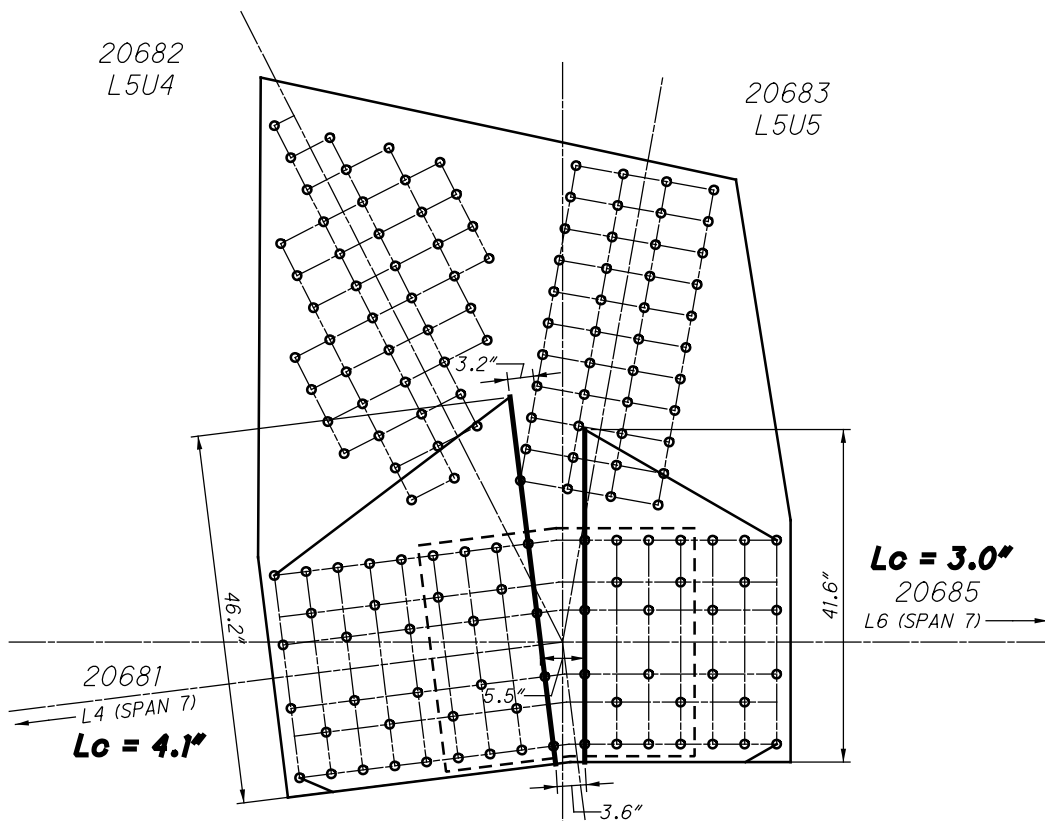 20682
L5U4
20683
L5U5
3.2"
46.2"
Lc = 3.0"
20685
L6 (SPAN 7)
41.6"
20681
L4 (SPAN 7)
Lc = 4.1"
5.5"
3.6"